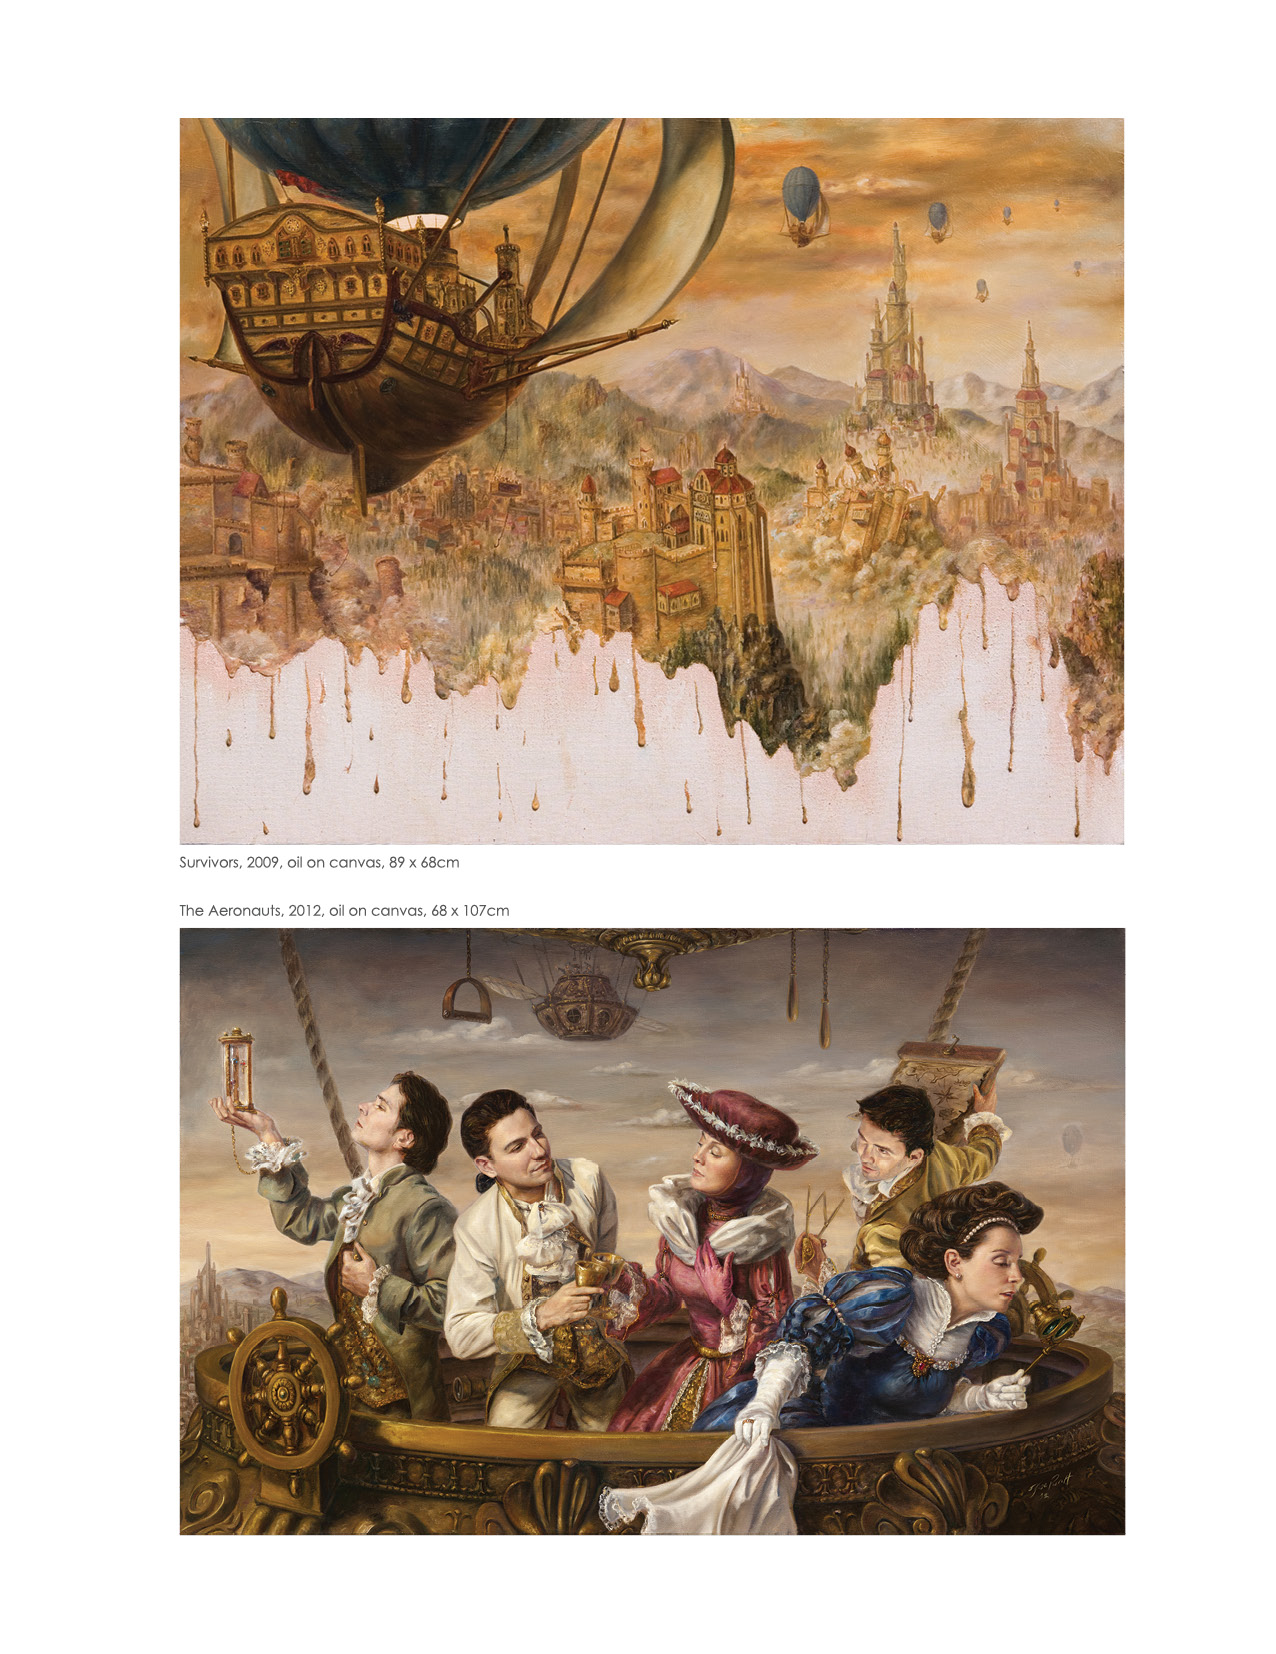 Survivors, 2009, oil on canvas, 89 x 68cm
The Aeronauts, 2012, oil on canvas, 68 x 107cm